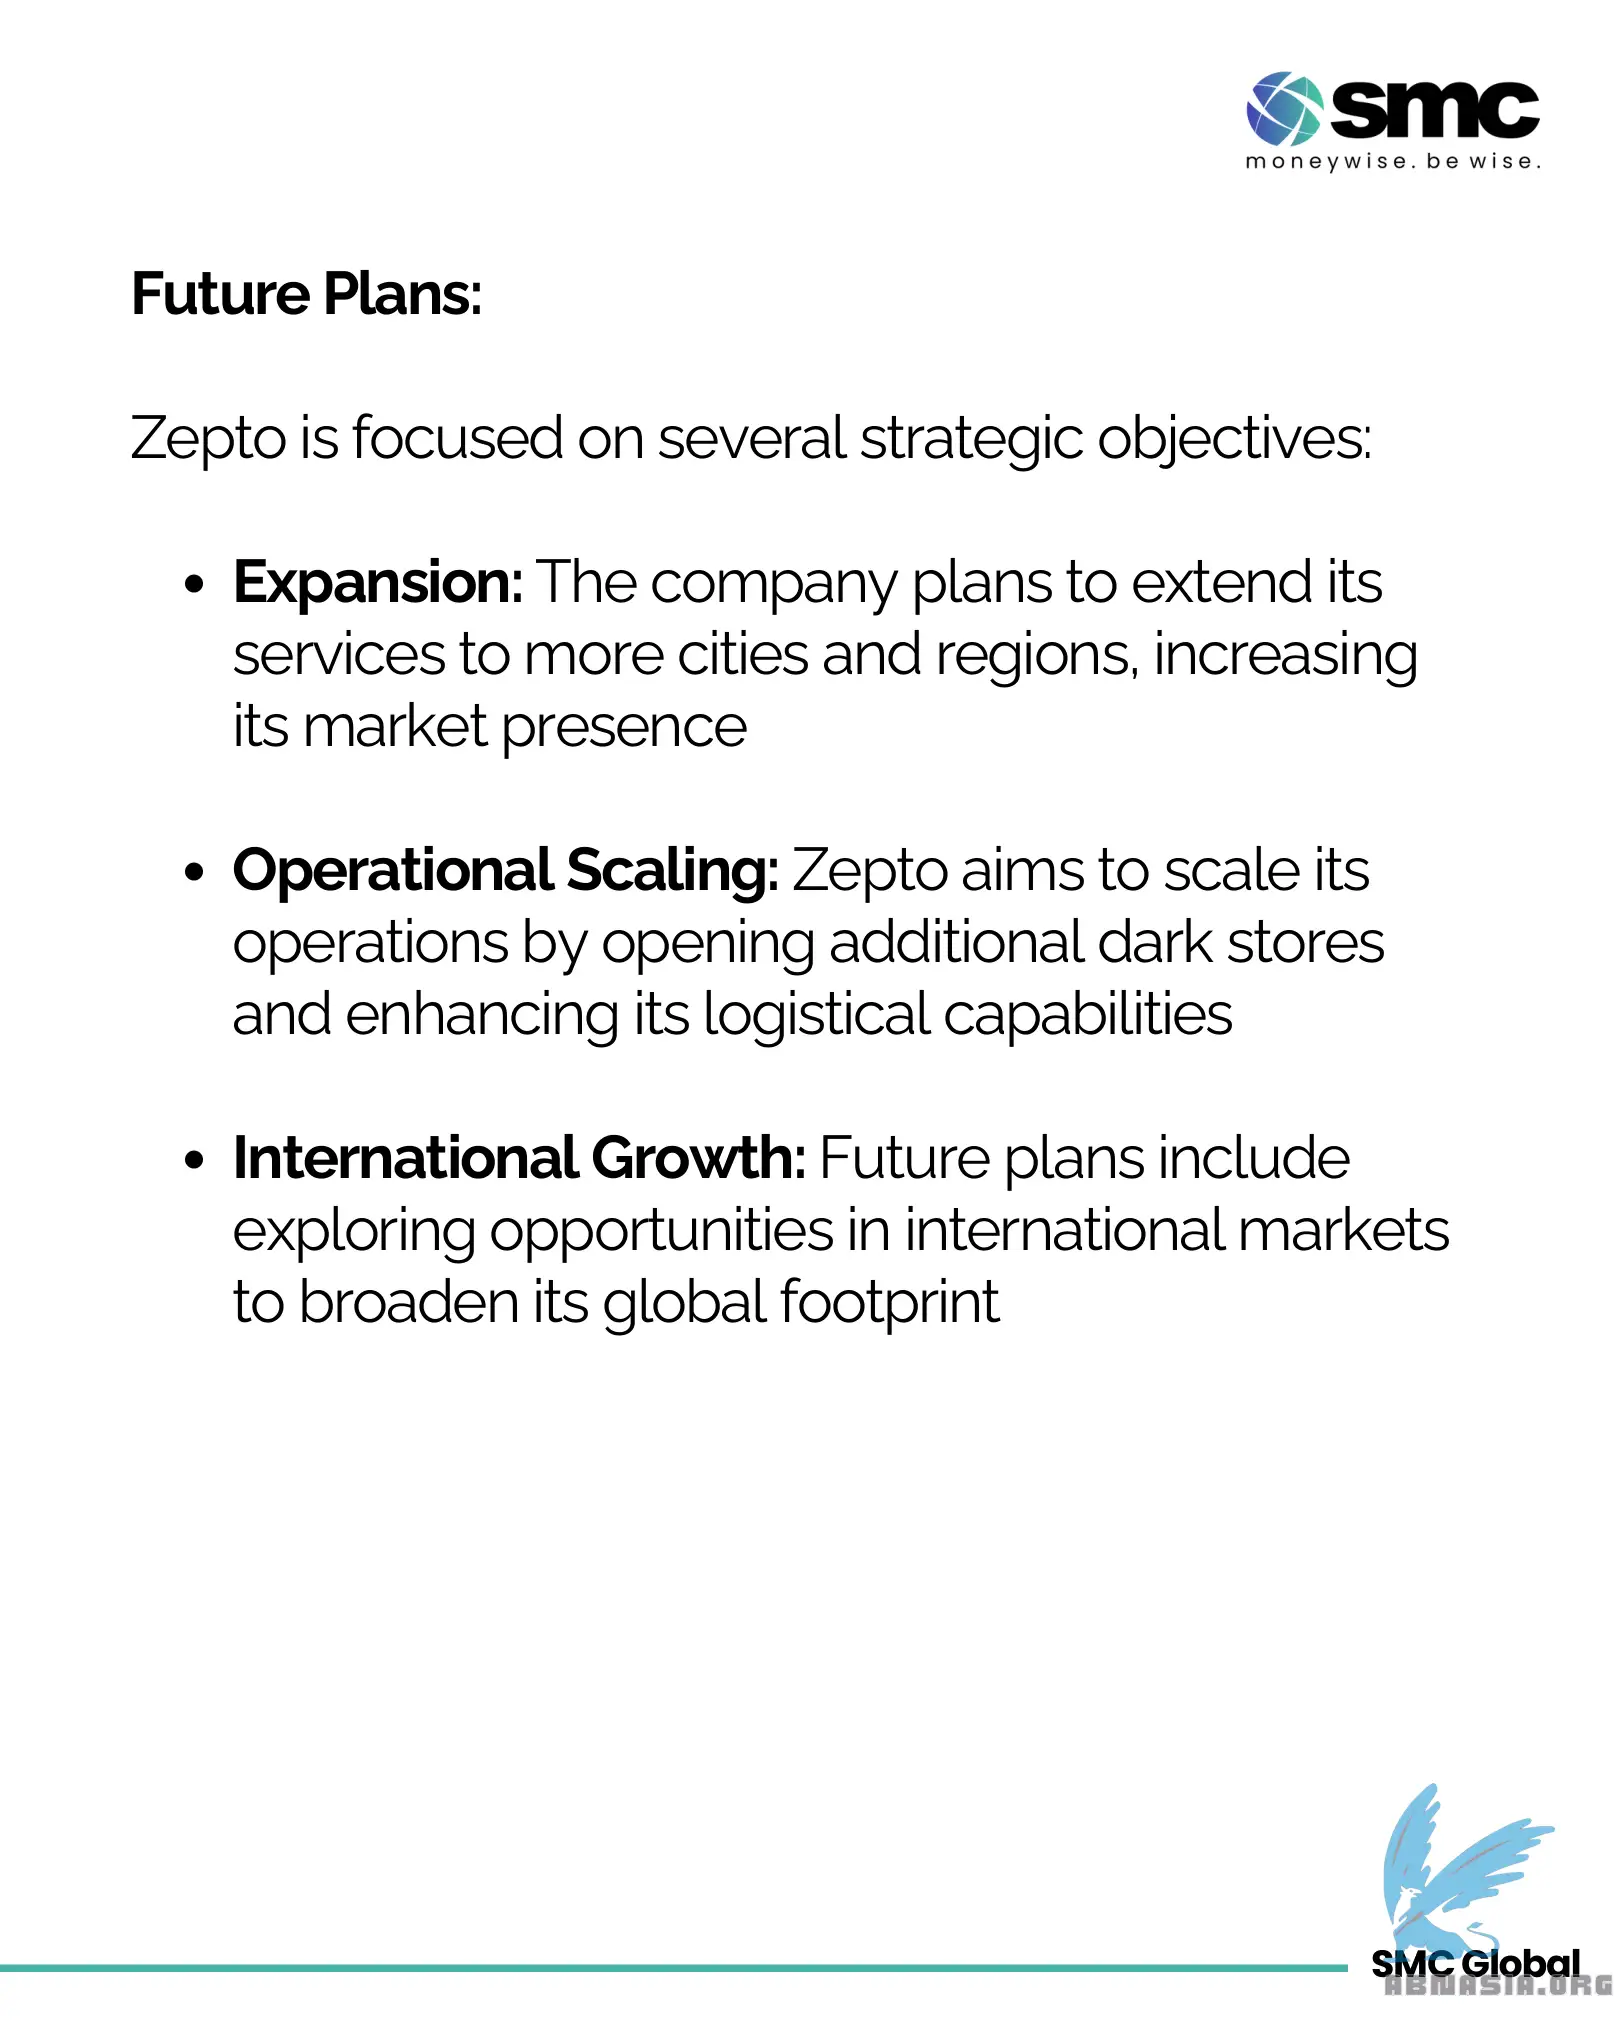 smc
moneywise. be wise.
Future Plans:
Zepto is focused on several strategic objectives:
• Expansion: The company plans to extend its
services to more cities and regions, increasing
its market presence
• Operational Scaling: Zepto aims to scale its
operations by opening additional dark stores
and enhancing its logistical capabilities
• International Growth: Future plans include
exploring opportunities in international markets
to broaden its global footprint
SMC Global
ABMASIA.ORG